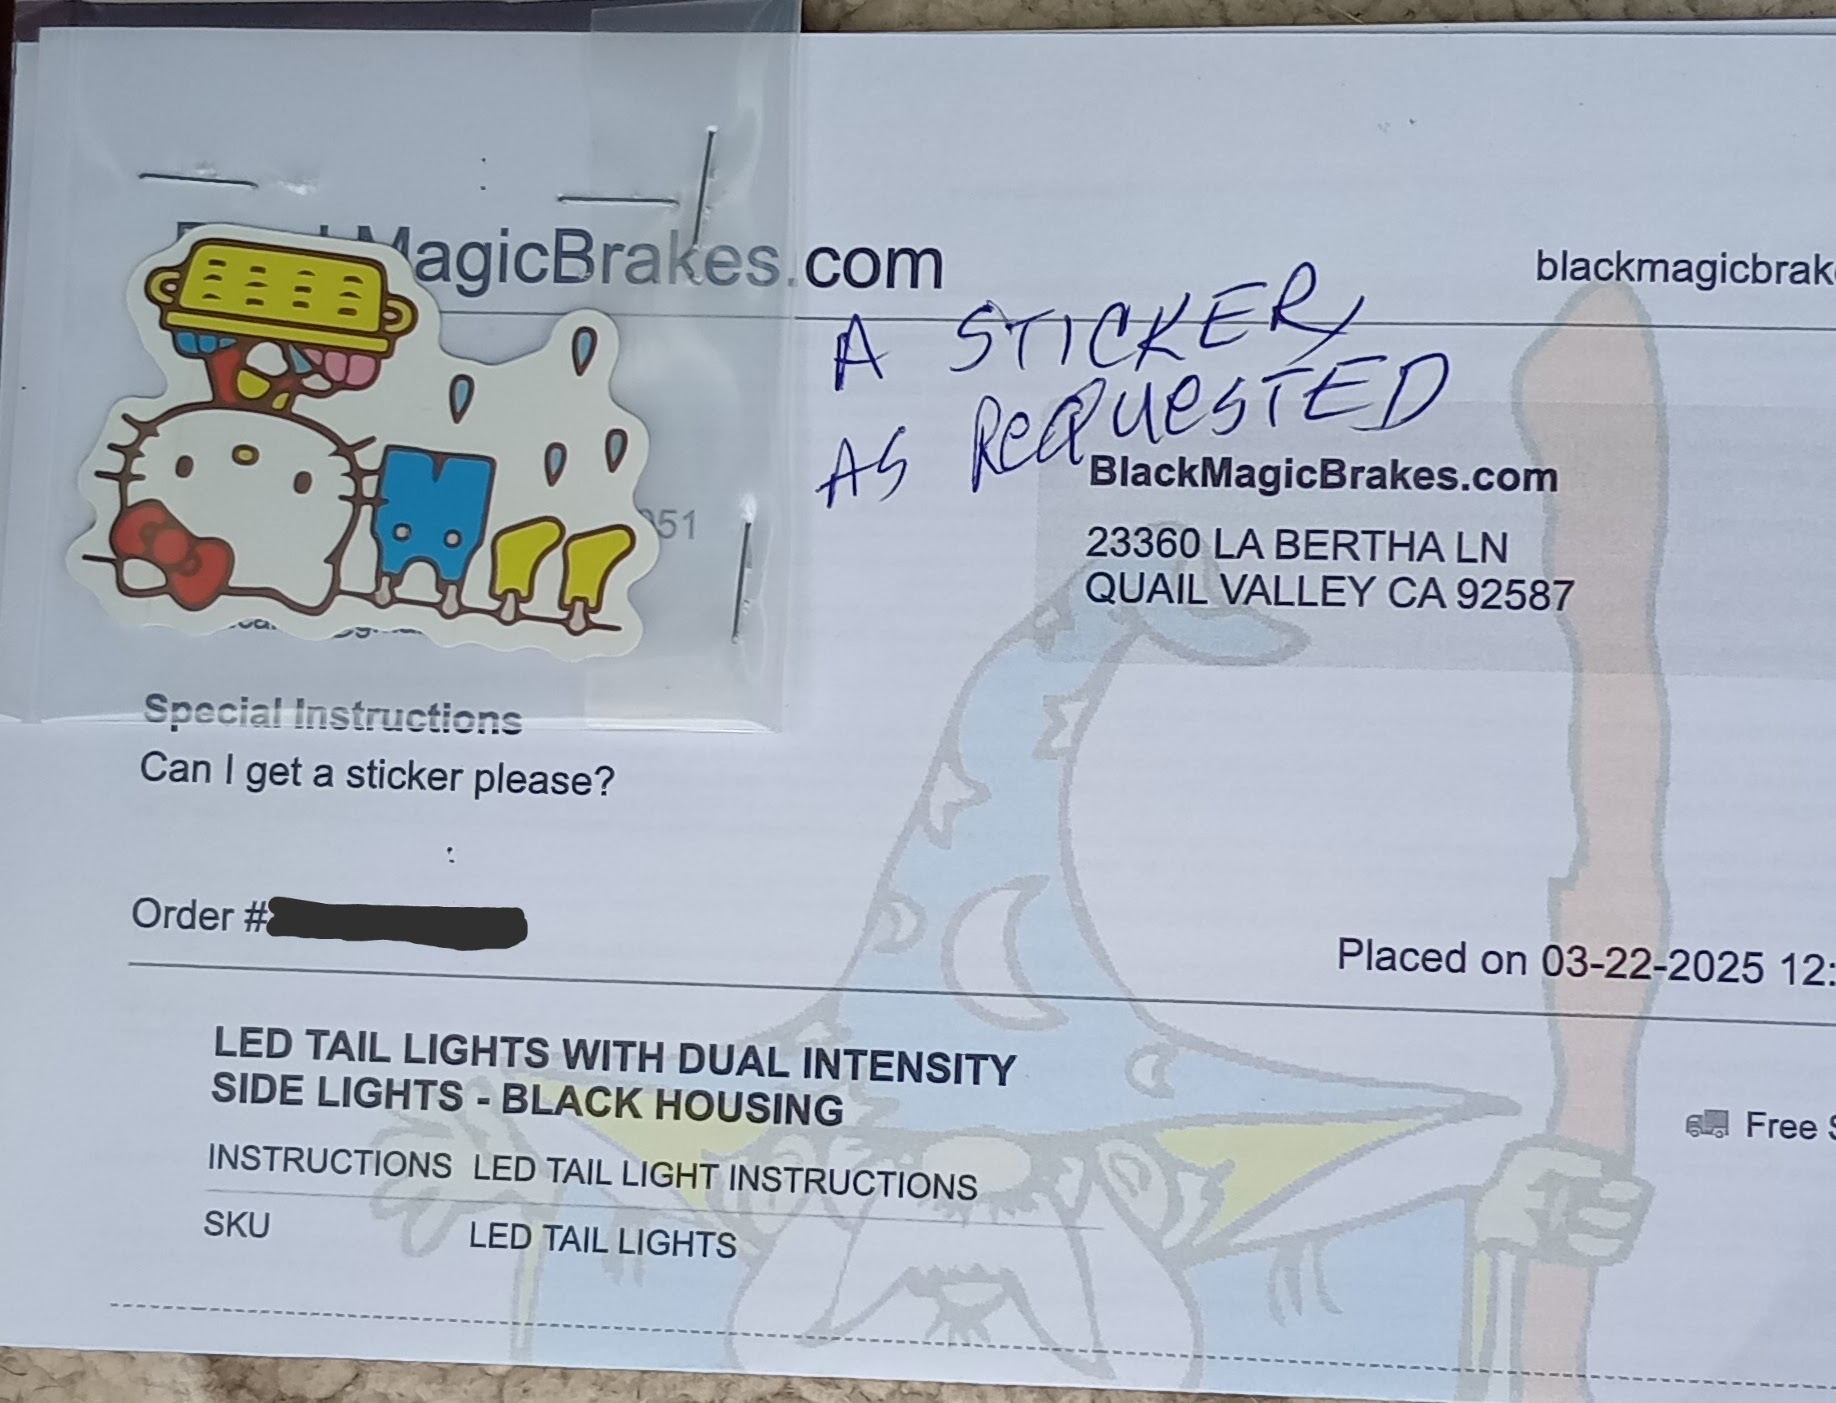 MagicBrakes.com
blackmagicbrak
A STICKER,
AS ReQUeSTED
BlackMagicBrakes.com
23360 LA BERTHA LN
QUAIL VALLEY CA 92587
51
Special Instructions
Can I get a sticker please?
Order #
Placed on 03-22-2025 12:
LED TAIL LIGHTS WITH DUAL INTENSITY
SIDE LIGHTS - BLACK HOUSING
Free S
INSTRUCTIONS LED TAIL LIGHT INSTRUCTIONS
SKU LED TAIL LIGHTS